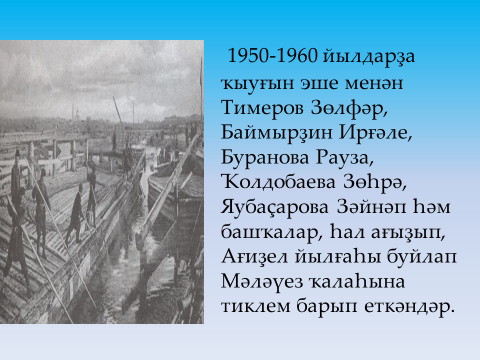 1950-1960 йылдарҙа
ҡыуғын эше менән
Тимеров Зөлфәр,
Баймырҙин Ирғәле,
Буранова Рауза,
Ҡолдобаева Зөһрә,
Яубаҫарова Зәйнәп һәм
башҡалар, һал ағыҙып,
Ағиҙел йылғаһы буйлап
Мәләүез ҡалаһына
тиклем барып еткәндәр.